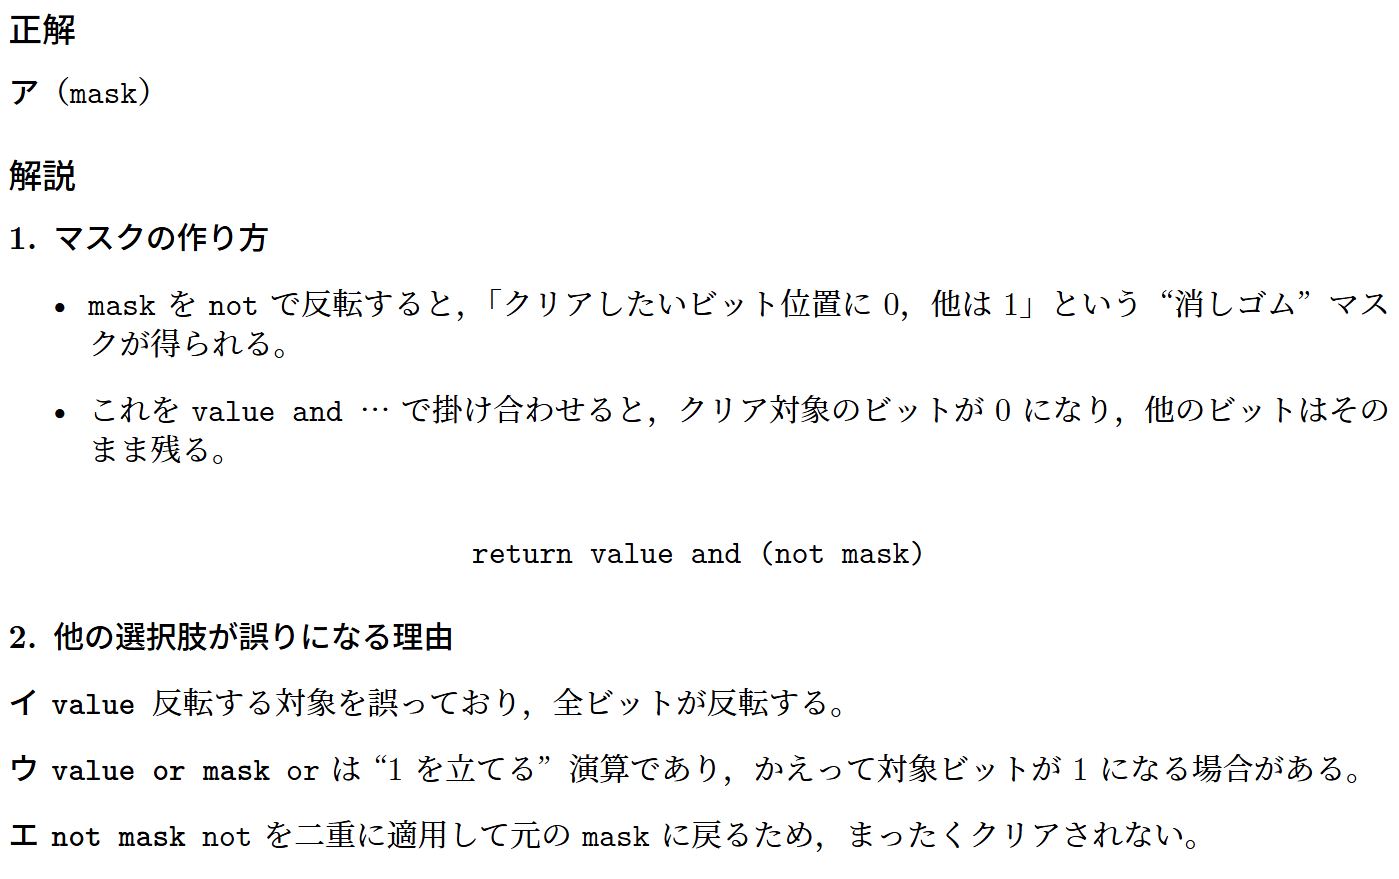 正解
ア（mask）
解説
1. マスクの作り方
• mask を not で反転すると，「クリアしたいビット位置に 0，他は 1」という “消しゴム” マス
クが得られる。
• これを value and … で掛け合わせると，クリア対象のビットが 0 になり，他のビットはその
まま残る。
return value and (not mask)
2. 他の選択肢が誤りになる理由
イ value 反転する対象を誤っており，全ビットが反転する。
ウ value or mask or は “1 を立てる” 演算であり，かえって対象ビットが 1 になる場合がある。
エ not mask not を二重に適用して元の mask に戻るため，まったくクリアされない。